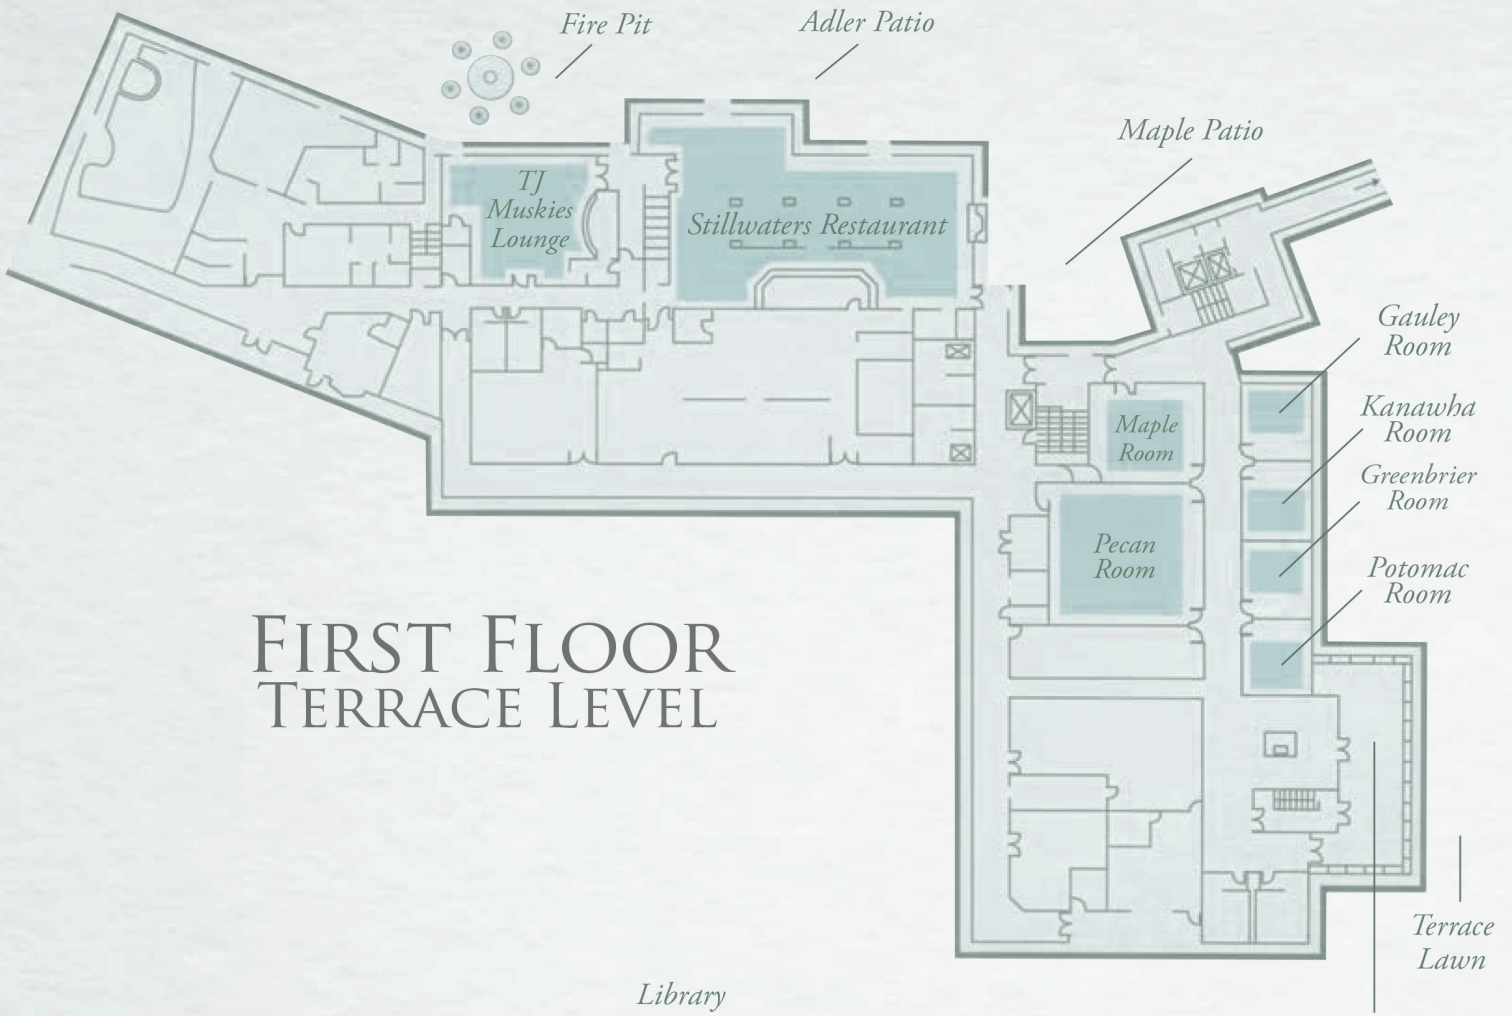 Fire Pit
Adler Patio
Maple Patio
TJ
Muskies
Lounge
Stillwaters Restaurant
Gauley
Room
Kanawha
Room
Maple
Room
Greenbrier
Room
Pecan
Room
Potomac
Room
First Floor
Terrace Level
Terrace
Lawn
Library